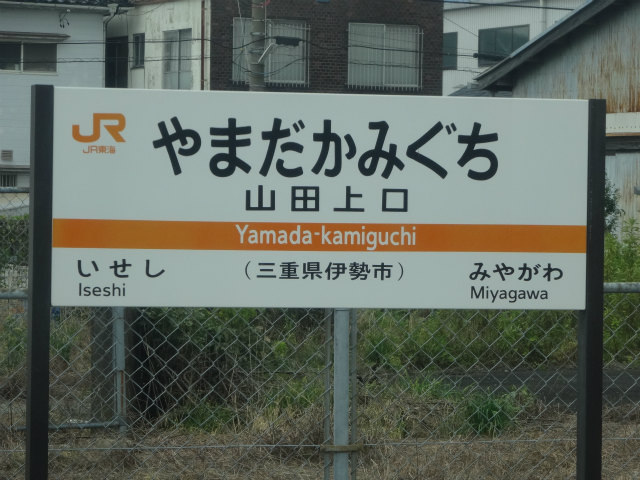 JR
JR東海
やまだかみぐち
山田上口
Yamada-kamiguchi
いせし
Iseshi
(三重県伊勢市)
みやがわ
Miyagawa